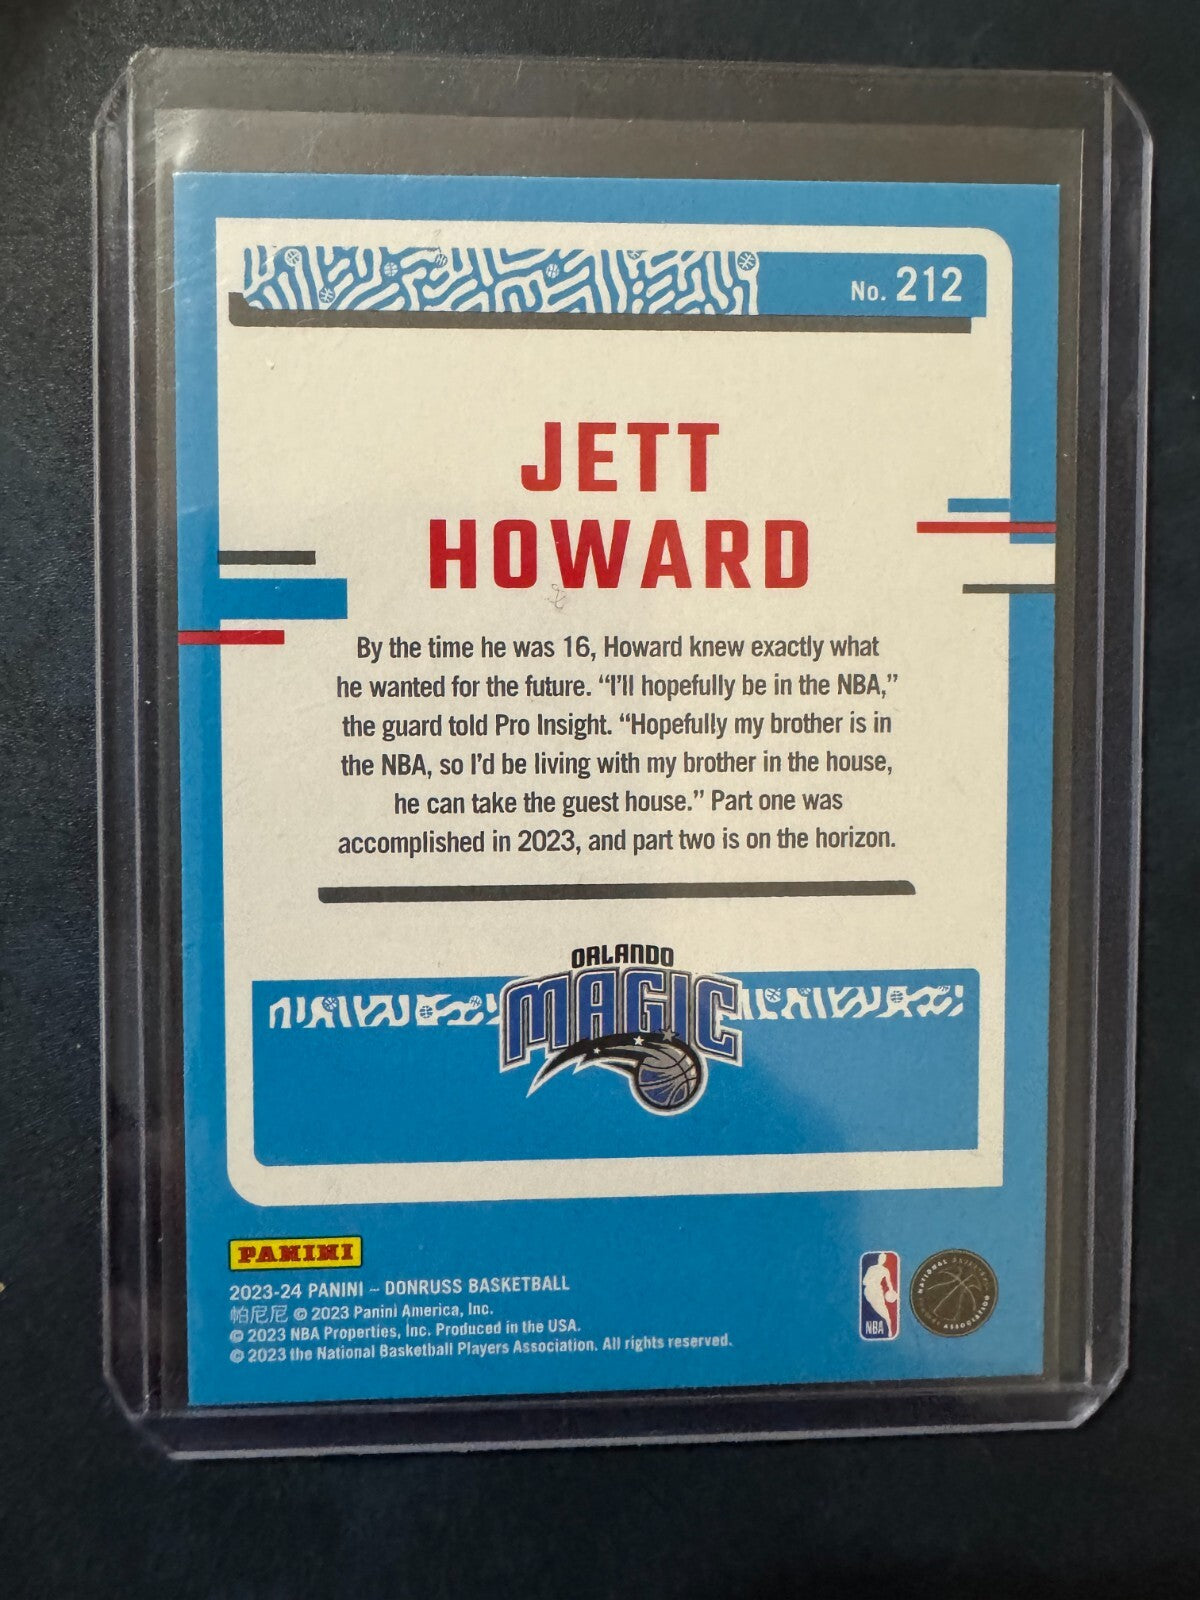 No. 212
JETT
HOWARD
By the time he was 16, Howard knew exactly what
he wanted for the future. “I’ll hopefully be in the NBA,”
the guard told Pro Insight. “Hopefully my brother is in
the NBA, so I’d be living with my brother in the house,
he can take the guest house.” Part one was
accomplished in 2023, and part two is on the horizon.
ORLANDO
MAGIC
PANINI
2023-24 PANINI – DONRUSS BASKETBALL
帕尼尼 © 2023 Panini America, Inc.
© 2023 NBA Properties, Inc. Produced in the USA.
© 2023 the National Basketball Players Association. All rights reserved.
NBA
NATIONAL BASKETBALL
PLAYERS ASSOCIATION